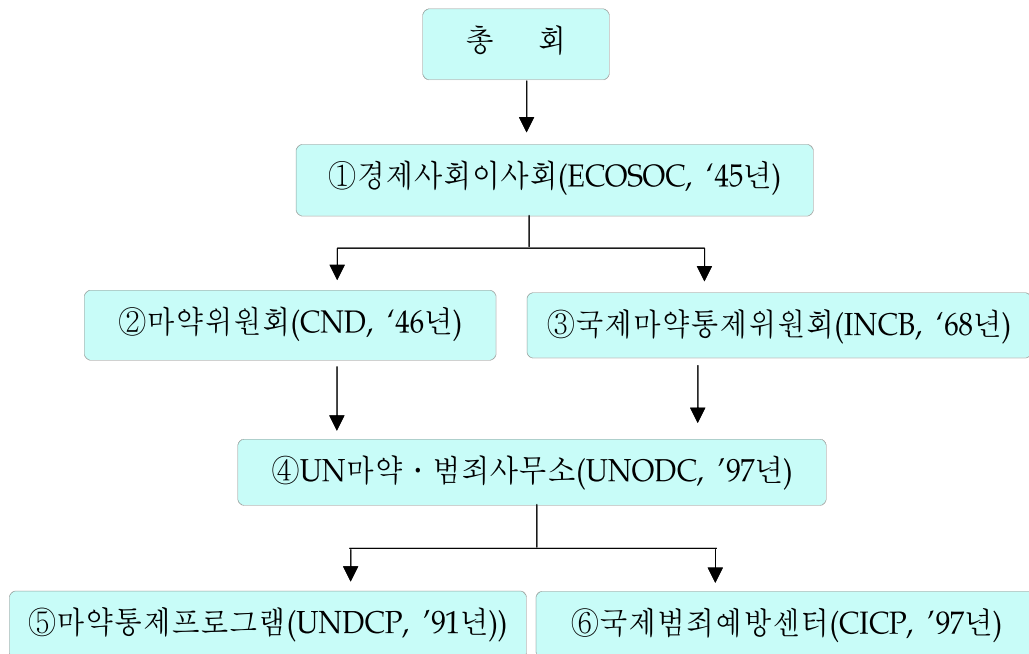 총 회
①경제사회이사회(ECOSOC, ‘45년)
②마약위원회(CND, ‘46년)
③국제마약통제위원회(INCB, ‘68년)
④UN마약・범죄사무소(UNODC, ’97년)
⑤마약통제프로그램(UNDCP, ’91년))
⑥국제범죄예방센터(CICP, ’97년)